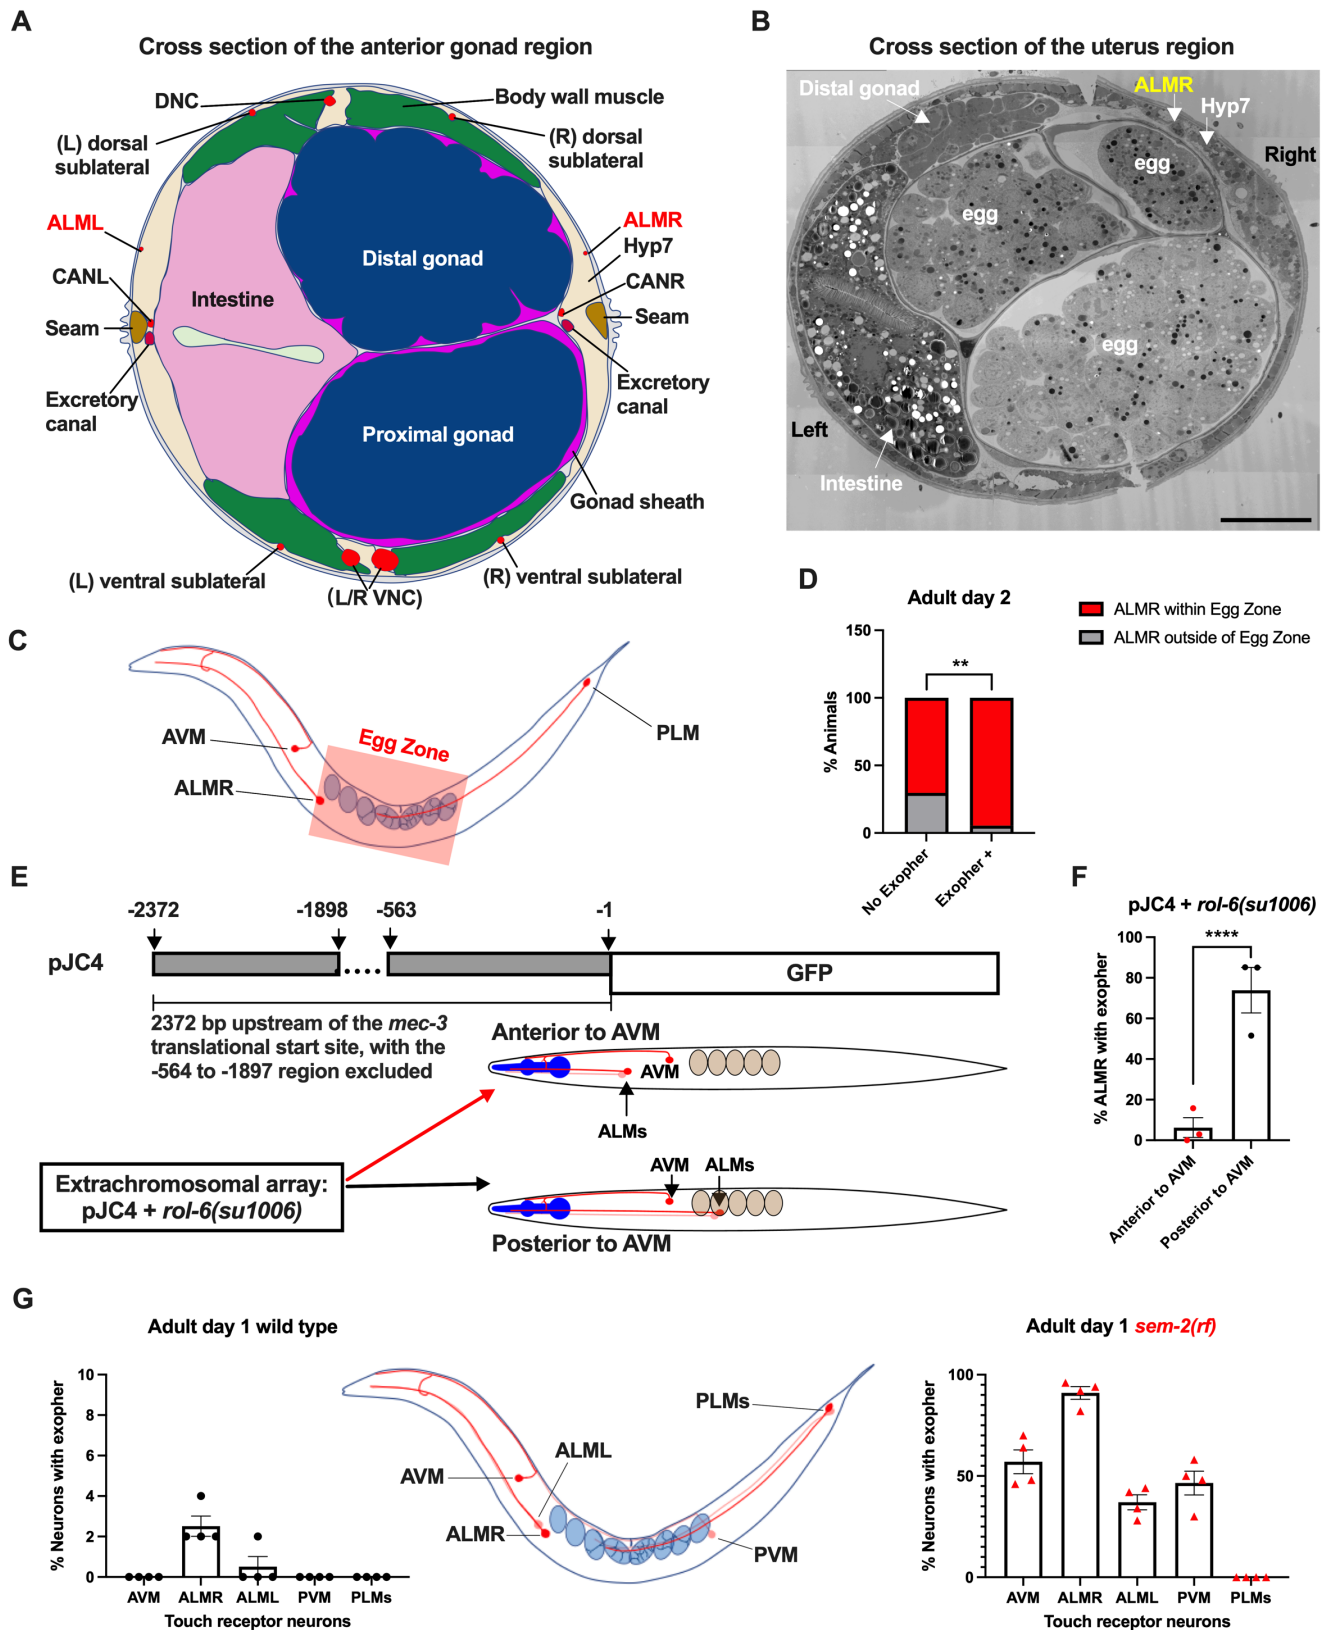 A
Cross section of the anterior gonad region
DNC
Body wall muscle
(L) dorsal
sublateral
(R) dorsal
sublateral
ALML
ALMR
Hyp7
Distal gonad
CANL
CANR
Intestine
Seam
Seam
Excretory
canal
Excretory
canal
Proximal gonad
Gonad sheath
(L) ventral sublateral
(R) ventral sublateral
(L/R VNC)
B
Cross section of the uterus region
Distal gonad
ALMR
Hyp7
Right
egg
egg
egg
Left
Intestine
C
AVM
Egg Zone
ALMR
PLM
D
Adult day 2
ALMR within Egg Zone
ALMR outside of Egg Zone
150
100
50
0
% Animals
**
No Exopher
Exopher +
E
-2372
-1898
-563
-1
pJC4
GFP
2372 bp upstream of the mec-3
translational start site, with the
-564 to -1897 region excluded
Anterior to AVM
AVM
ALMs
Extrachromosomal array:
pJC4 + rol-6(su1006)
AVM
ALMs
Posterior to AVM
F
pJC4 + rol-6(su1006)
****
100
80
60
40
20
0
% ALMR with exopher
Anterior to AVM
Posterior to AVM
G
Adult day 1 wild type
10
8
6
4
2
0
% Neurons with exopher
AVM
ALMR
ALML
PVM
PLMs
Touch receptor neurons
PLMs
ALML
AVM
ALMR
PVM
Adult day 1 sem-2(rf)
100
50
0
% Neurons with exopher
AVM
ALMR
ALML
PVM
PLMs
Touch receptor neurons